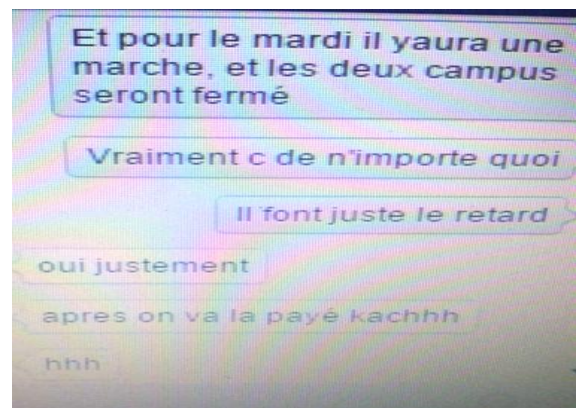 Et pour le mardi il yaura une
marche, et les deux campus
seront fermé
Vraiment c de n'importe quoi
Il font juste le retard
oui justement
apres on va la payé kachhh
hhh